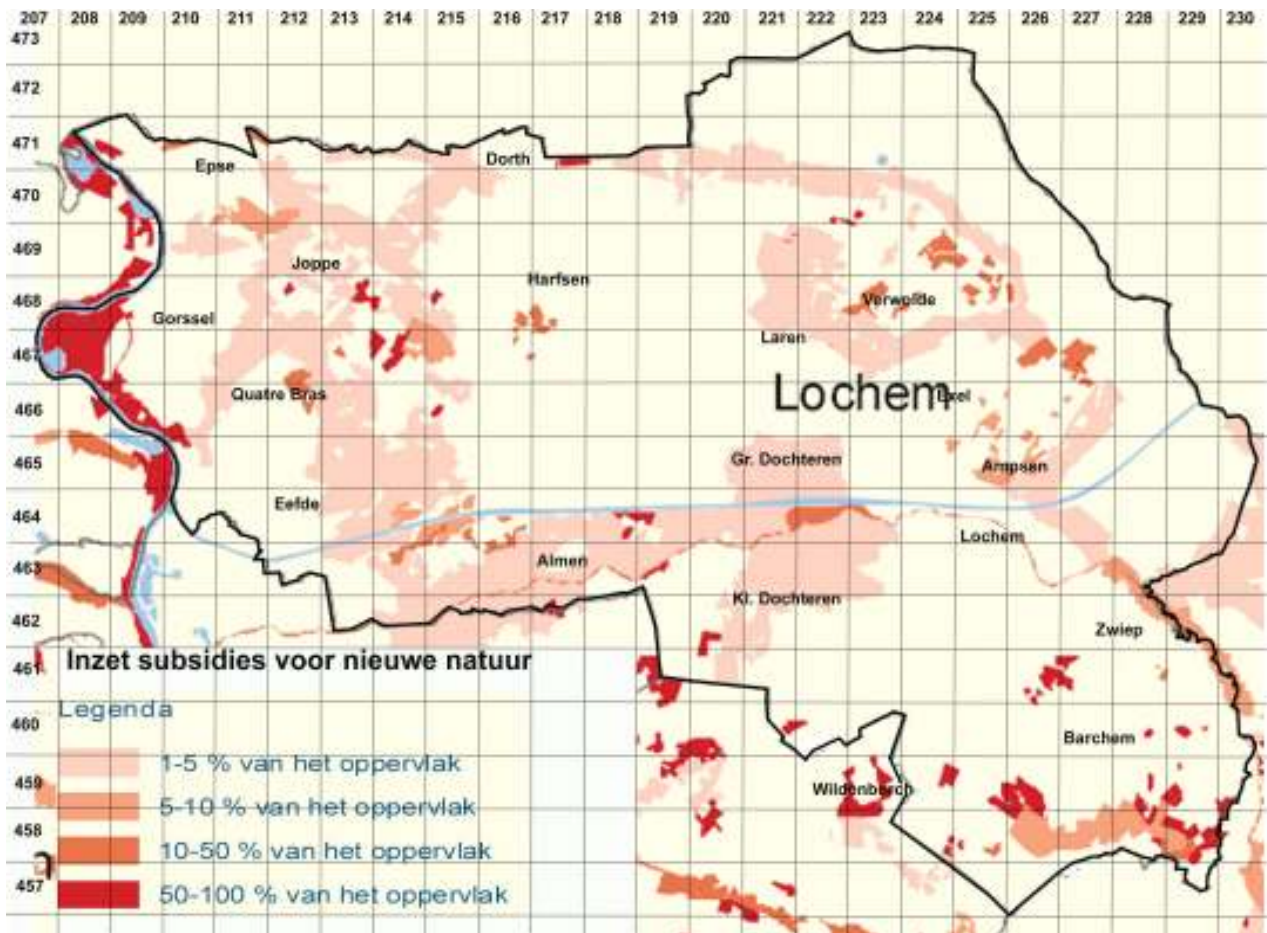 207 208 209 210 211 212 213 214 215 216 217 218 219 220 221 222 223 224 225 226 227 228 229 230
473
472
471
Epse
Dorth
470
469
Joppe
Harfsen
468
Verwolde
Gorssel
Laren
467
Quatre Bras
Lochem
Exel
466
Gr. Dochteren
Ampsen
465
Eefde
464
Lochem
Almen
463
Kl. Dochteren
462
Zwiep
461
Inzet subsidies voor nieuwe natuur
Legenda
460
Barchem
1-5 % van het oppervlak
459
Wildenborch
5-10 % van het oppervlak
458
10-50 % van het oppervlak
457
50-100 % van het oppervlak